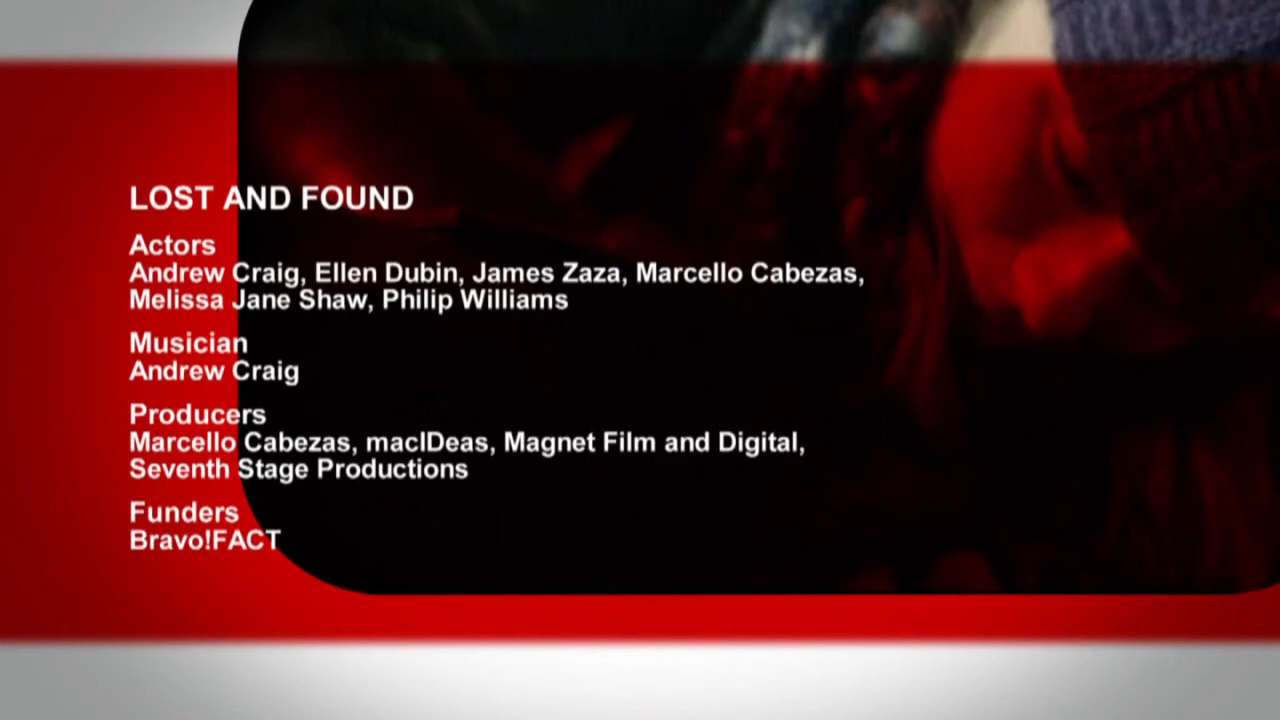 LOST AND FOUND
Actors
Andrew Craig, Ellen Dubin, James Zaza, Marcello Cabezas,
Melissa Jane Shaw, Philip Williams
Musician
Andrew Craig
Producers
Marcello Cabezas, macIDeas, Magnet Film and Digital,
Seventh Stage Productions
Funders
Bravo!FACT